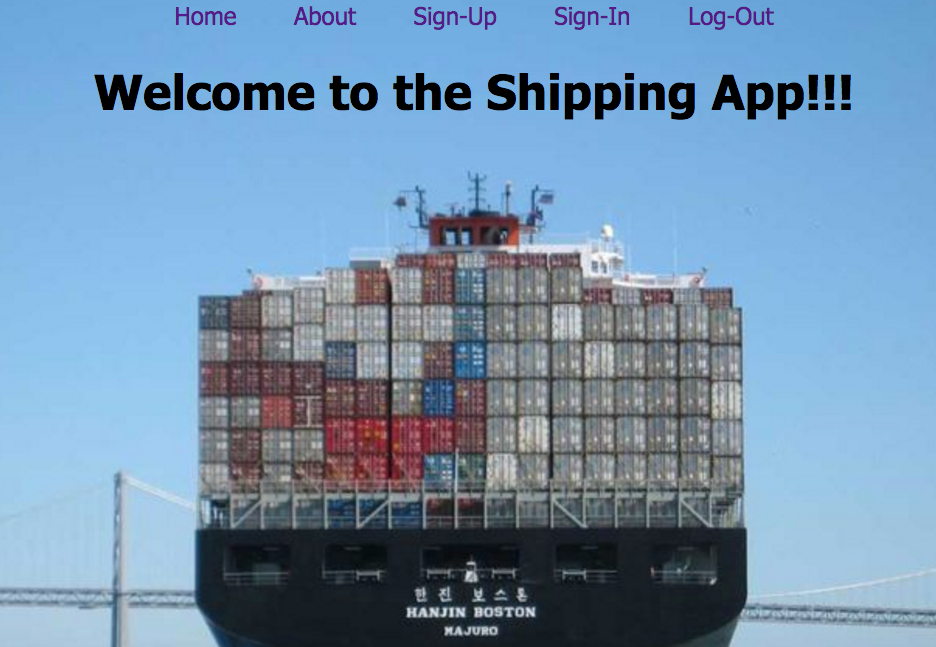 Home About Sign-Up Sign-In Log-Out
Welcome to the Shipping App!!!
한진 보스톤
HANJIN BOSTON
MAJURO